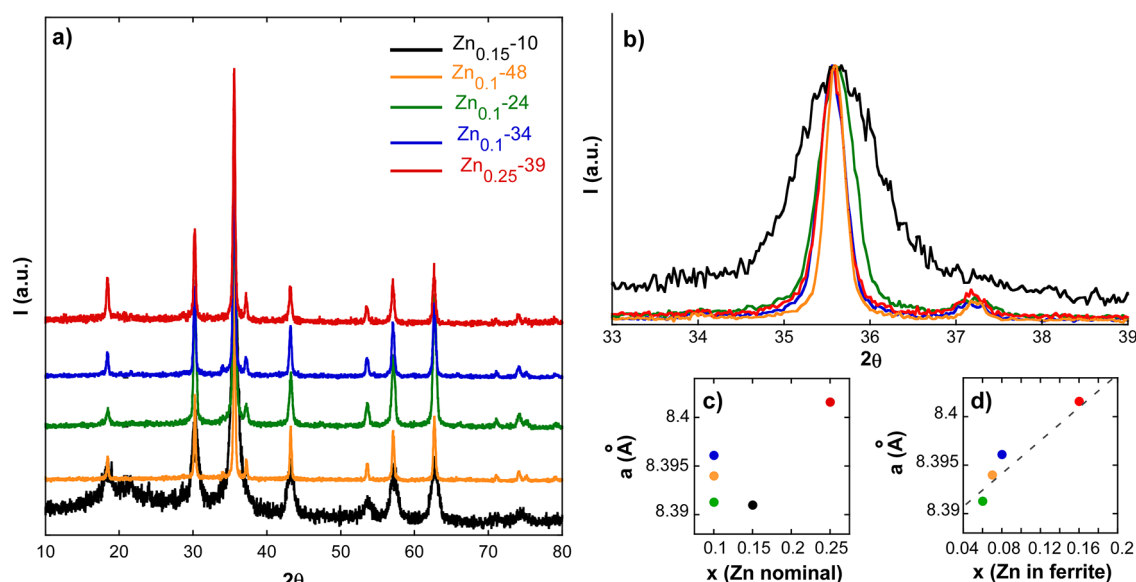 a)
Zn0.15-10
Zn0.1-48
Zn0.1-24
Zn0.1-34
Zn0.25-39
I (a.u.)
10 20 30 40 50 60 70 80
2θ
b)
I (a.u.)
33 34 35 36 37 38 39
2θ
c)
a (Å)
8.4
8.395
8.39
0.1 0.15 0.2 0.25
x (Zn nominal)
d)
a (Å)
8.4
8.395
8.39
0.04 0.08 0.12 0.16
x (Zn in ferrite)